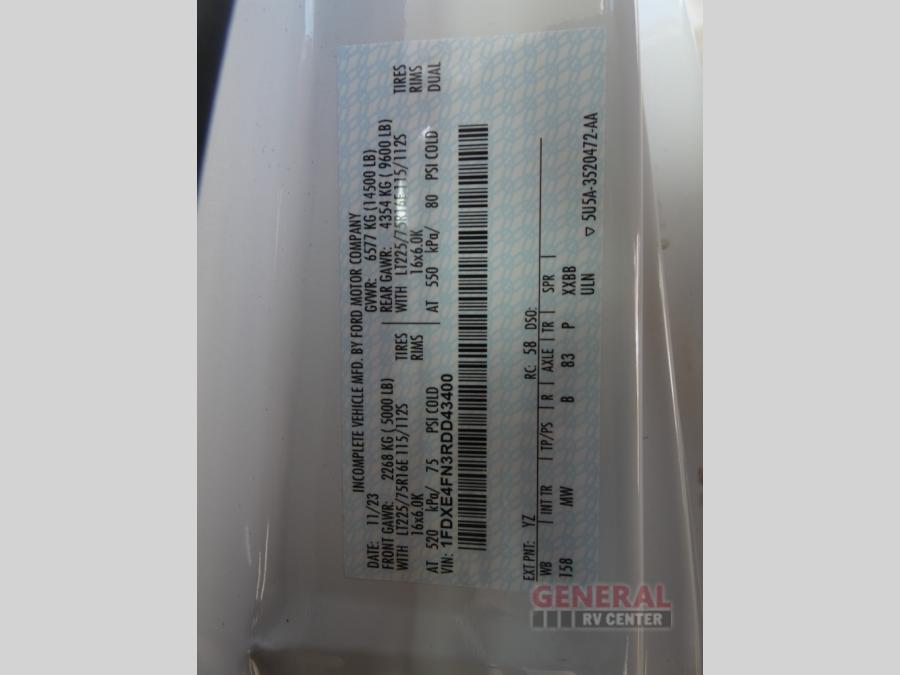 INCOMPLETE VEHICLE MFD. BY FORD MOTOR COMPANY
DATE: 11/23 GVWR: 6577 KG (14500 LB)
FRONT GAWR: 2268 KG ( 5000 LB) REAR GAWR: 4354 KG ( 9600 LB)
WITH LT225/75R16E 115/112S TIRES WITH LT225/75R16E 115/112S TIRES
16x6.0K RIMS 16x6.0K RIMS
AT 520 kPa/ 75 PSI COLD AT 550 kPa/ 80 PSI COLD DUAL
VIN: 1FDXE4FN3RDD43400
EXT PNT: YZ RC: 58 DSO:
WB | INT TR | TP/PS | R | AXLE | TR | SPR
158 MW B 83 P XXBB
ULN ▽ 5U5A-3520472-AA
GENERAL
RV CENTER